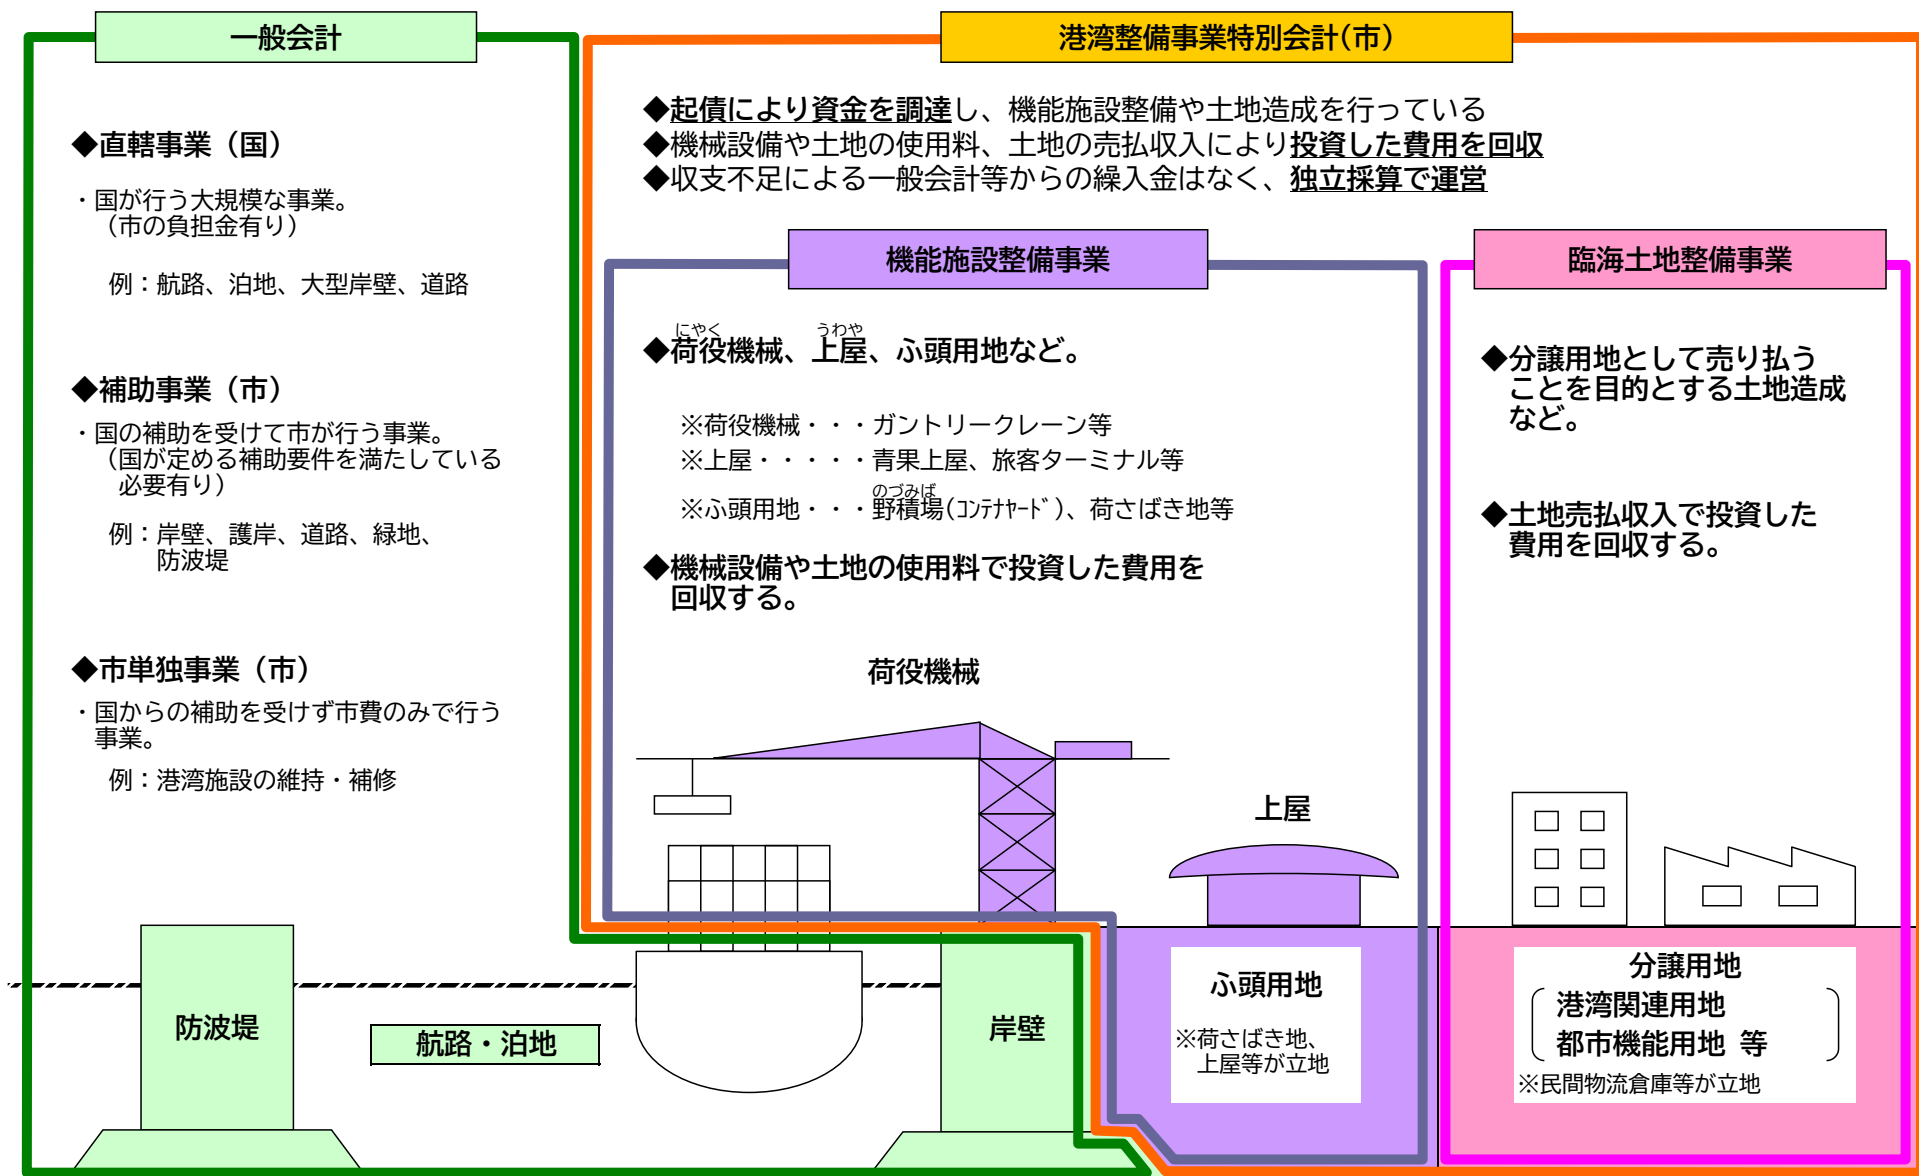 一般会計
◆直轄事業（国）
・国が行う大規模な事業。
（市の負担金有り）
例：航路、泊地、大型岸壁、道路
◆補助事業（市）
・国の補助を受けて市が行う事業。
（国が定める補助要件を満たしている
必要有り）
例：岸壁、護岸、道路、緑地、
防波堤
◆市単独事業（市）
・国からの補助を受けず市費のみで行う
事業。
例：港湾施設の維持・補修
港湾整備事業特別会計(市)
◆起債により資金を調達し、機能施設整備や土地造成を行っている
◆機械設備や土地の使用料、土地の売払収入により投資した費用を回収
◆収支不足による一般会計等からの繰入金はなく、独立採算で運営
機能施設整備事業
にやく うわや
◆荷役機械、上屋、ふ頭用地など。
※荷役機械・・・ガントリークレーン等
※上屋・・・・・青果上屋、旅客ターミナル等
のづみば
※ふ頭用地・・・野積場(ｺﾝﾃﾅﾔｰﾄﾞ)、荷さばき地等
◆機械設備や土地の使用料で投資した費用を
回収する。
臨海土地整備事業
◆分譲用地として売り払う
ことを目的とする土地造成
など。
◆土地売払収入で投資した
費用を回収する。
荷役機械
上屋
防波堤
航路・泊地
岸壁
ふ頭用地
※荷さばき地、
上屋等が立地
分譲用地
港湾関連用地
都市機能用地 等
※民間物流倉庫等が立地